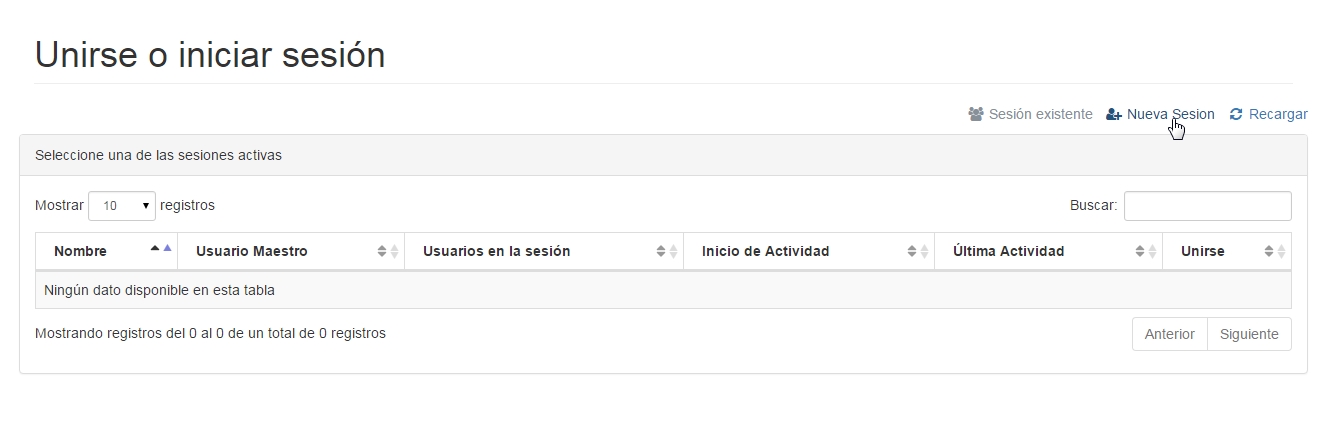 Unirse o iniciar sesión
Sesión existente Nueva Sesion Recargar
Seleccione una de las sesiones activas
Mostrar 10 registros Buscar:
Nombre Usuario Maestro Usuarios en la sesión Inicio de Actividad Última Actividad Unirse
Ningún dato disponible en esta tabla
Mostrando registros del 0 al 0 de un total de 0 registros Anterior Siguiente